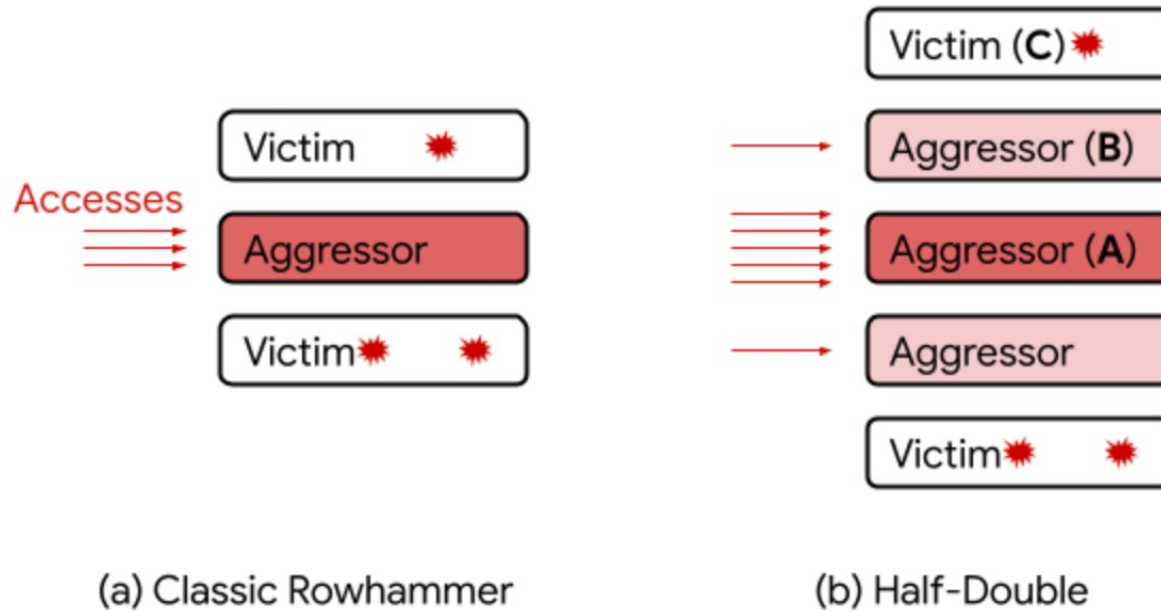 Accesses
Victim
Aggressor
Victim
(a) Classic Rowhammer
Victim (C)
Aggressor (B)
Aggressor (A)
Aggressor
Victim
(b) Half-Double